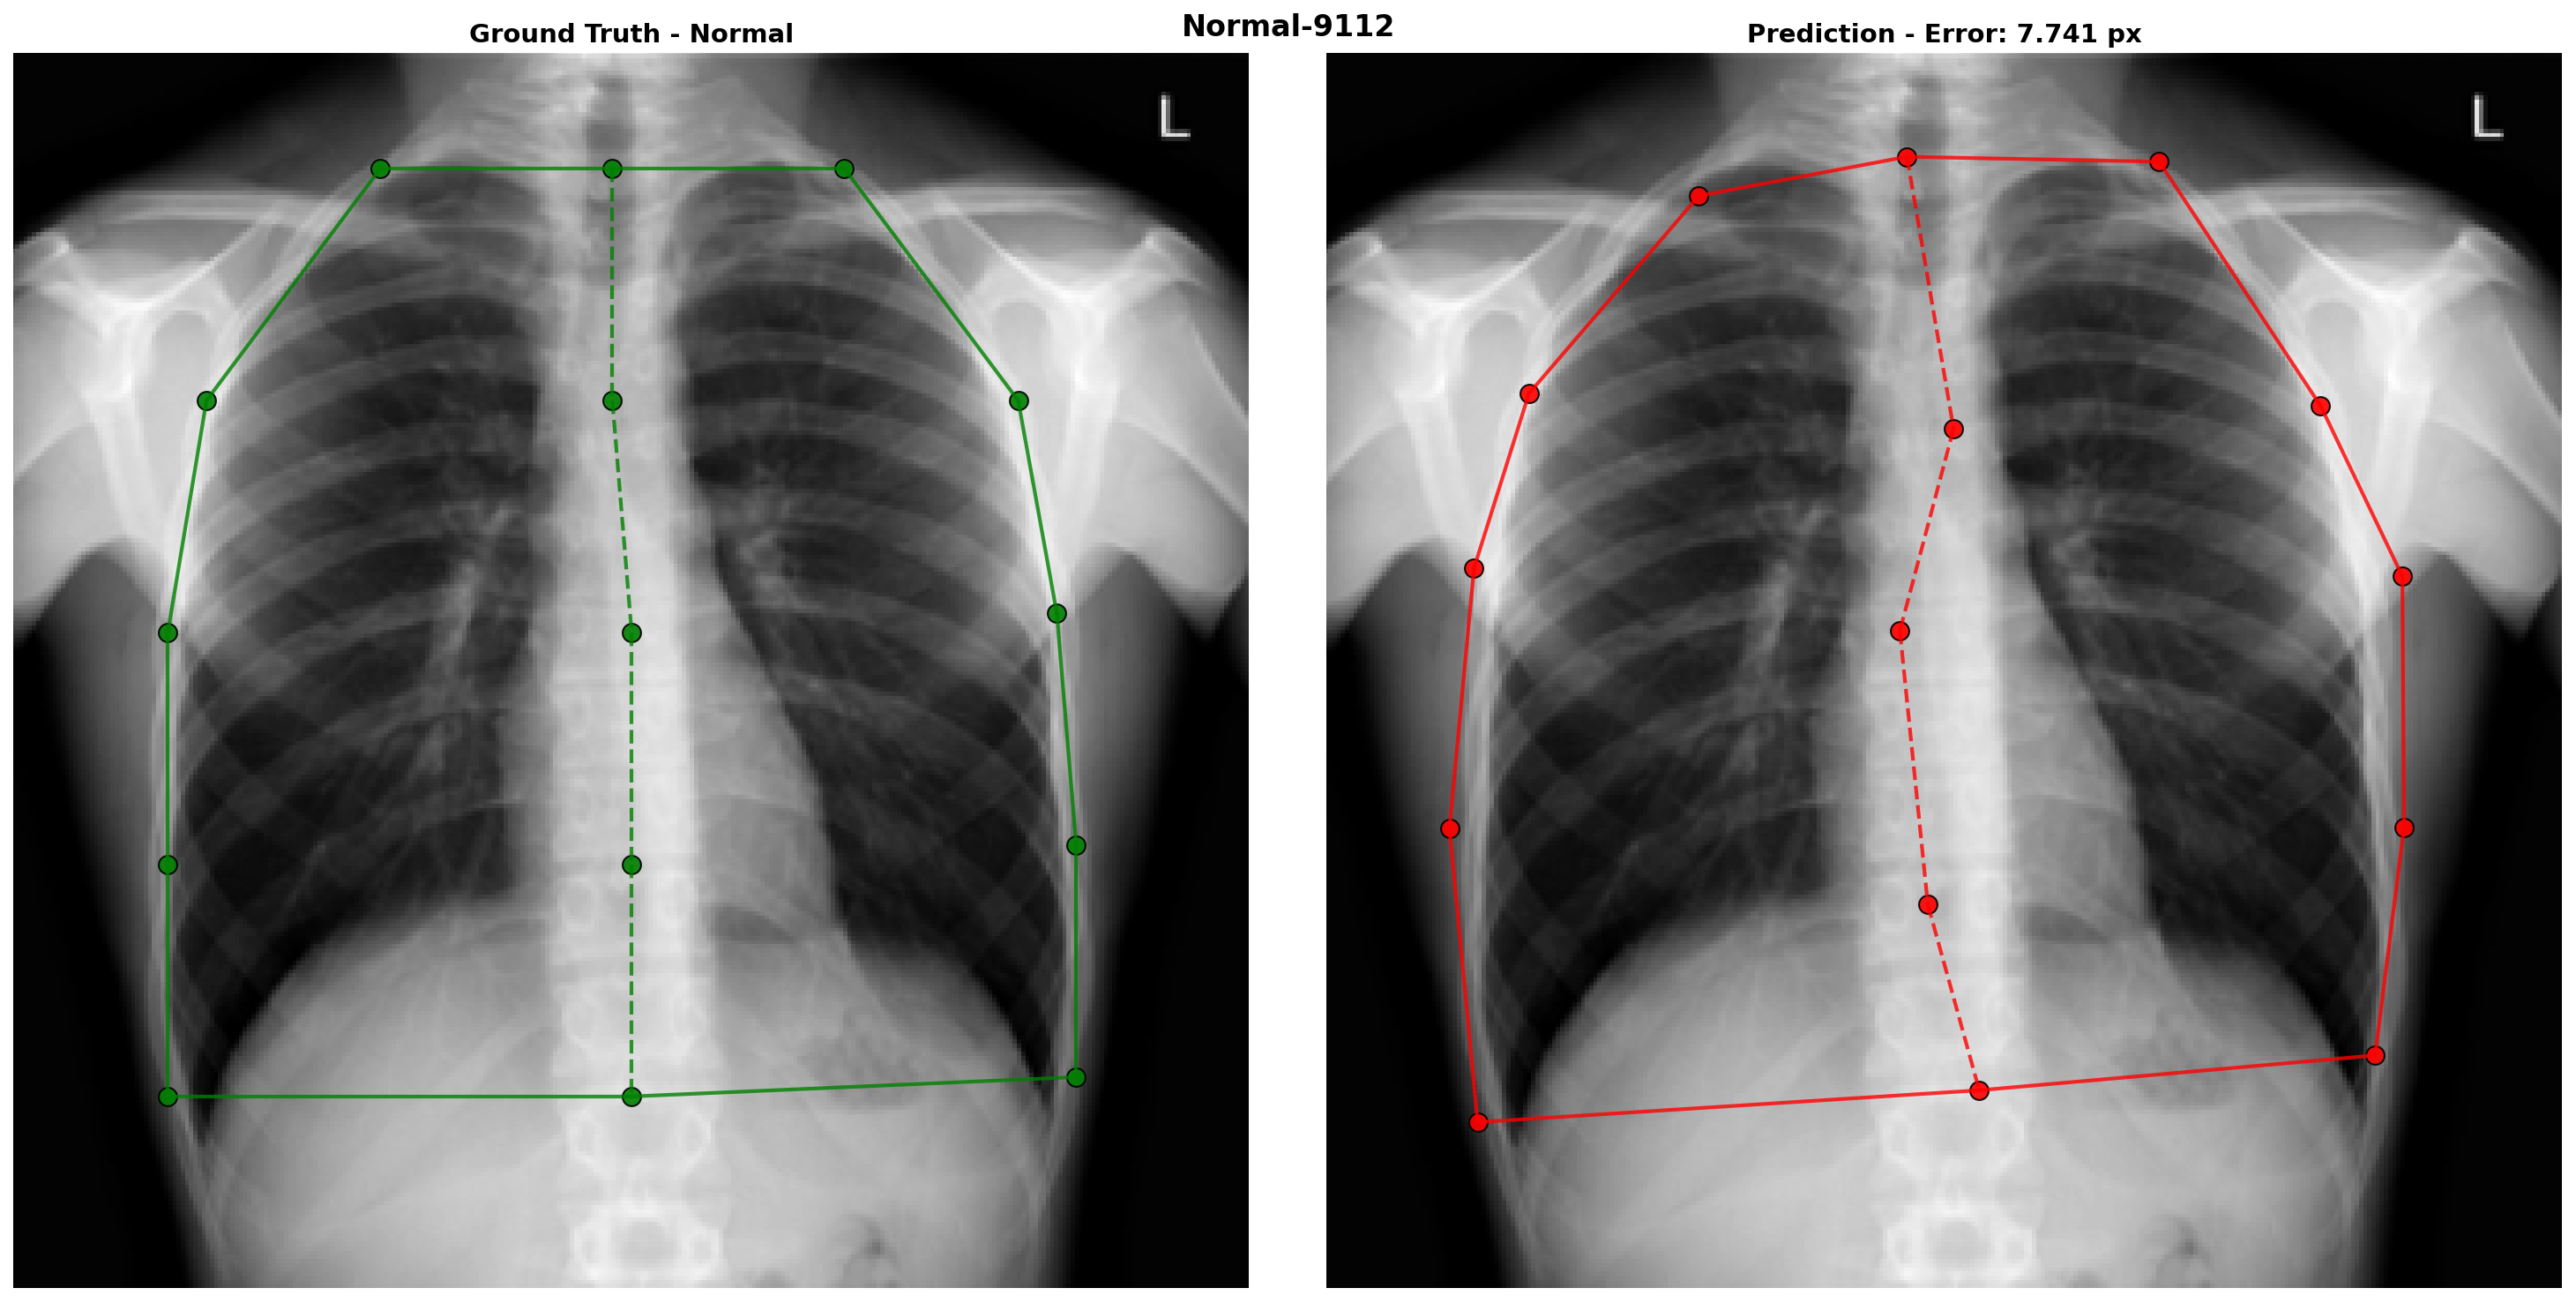 Normal-9112
Ground Truth - Normal
Prediction - Error: 7.741 px
L
L